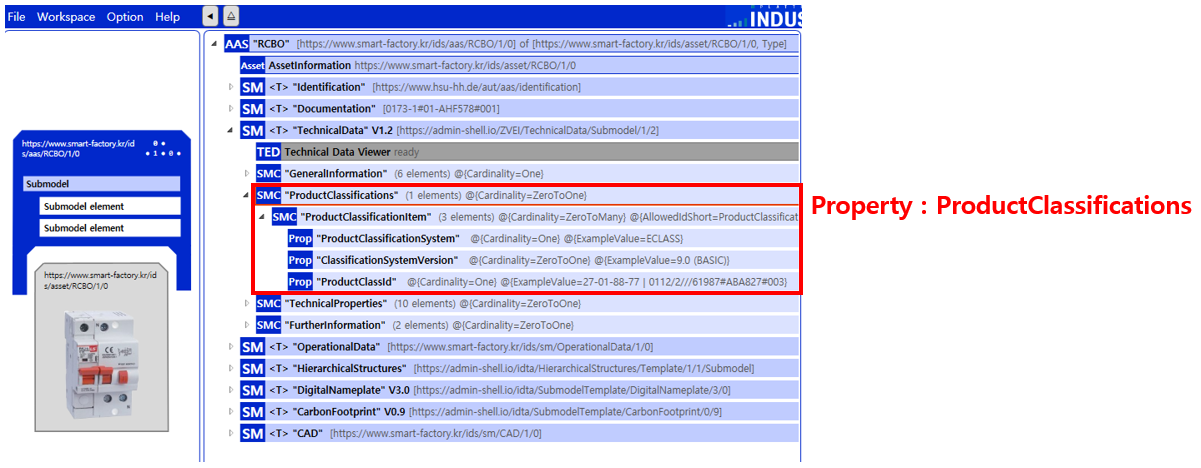 File Workspace Option Help
INDUS
https://www.smart-factory.kr/id
s/aas/RCBO/1/0
0
1 0
Submodel
Submodel element
Submodel element
https://www.smart-factory.kr/id
s/asset/RCBO/1/0
AAS "RCBO" [https://www.smart-factory.kr/ids/aas/RCBO/1/0] of [https://www.smart-factory.kr/ids/asset/RCBO/1/0, Type]
Asset AssetInformation https://www.smart-factory.kr/ids/asset/RCBO/1/0
SM <T> "Identification" [https://www.hsu-hh.de/aut/aas/identification]
SM <T> "Documentation" [0173-1#01-AHF578#001]
SM <T> "TechnicalData" V1.2 [https://admin-shell.io/ZVEI/TechnicalData/Submodel/1/2]
TED Technical Data Viewer ready
SMC "GeneralInformation" (6 elements) @{Cardinality=One}
SMC "ProductClassifications" (1 elements) @{Cardinality=ZeroToOne}
SMC "ProductClassificationItem" (3 elements) @{Cardinality=ZeroToMany} @{AllowedIdShort=ProductClassificat
Prop "ProductClassificationSystem" @{Cardinality=One} @{ExampleValue=ECLASS}
Prop "ClassificationSystemVersion" @{Cardinality=ZeroToOne} @{ExampleValue=9.0 (BASIC)}
Prop "ProductClassId" @{Cardinality=One} @{ExampleValue=27-01-88-77 | 0112/2///61987#ABA827#003}
SMC "TechnicalProperties" (10 elements) @{Cardinality=ZeroToOne}
SMC "FurtherInformation" (2 elements) @{Cardinality=ZeroToOne}
SM <T> "OperationalData" [https://www.smart-factory.kr/ids/sm/OperationalData/1/0]
SM <T> "HierarchicalStructures" [https://admin-shell.io/idta/HierarchicalStructures/Template/1/1/Submodel]
SM <T> "DigitalNameplate" V3.0 [https://admin-shell.io/idta/SubmodelTemplate/DigitalNameplate/3/0]
SM <T> "CarbonFootprint" V0.9 [https://admin-shell.io/idta/SubmodelTemplate/CarbonFootprint/0/9]
SM <T> "CAD" [https://www.smart-factory.kr/ids/sm/CAD/1/0]
Property : ProductClassifications